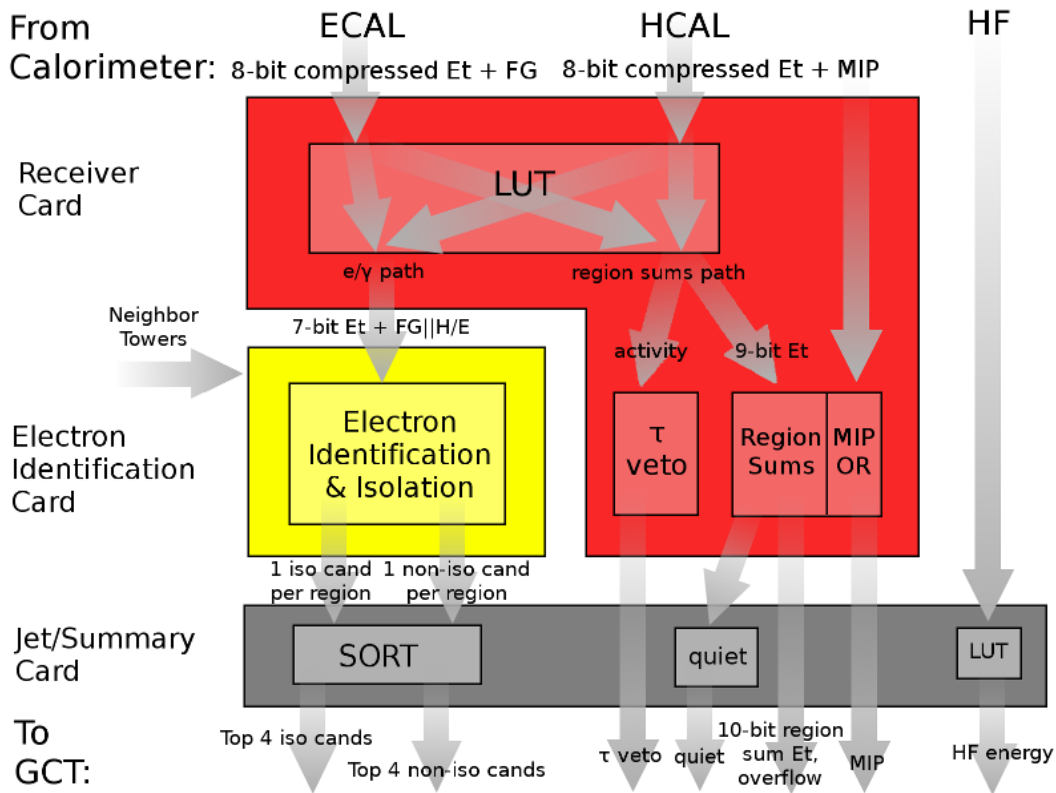 From
Calorimeter:
ECAL
HCAL
HF
8-bit compressed Et + FG
8-bit compressed Et + MIP
Receiver
Card
LUT
e/γ path
region sums path
Neighbor
Towers
7-bit Et + FG||H/E
activity
9-bit Et
Electron
Identification
Card
Electron
Identification
& Isolation
τ
veto
Region
Sums
MIP
OR
1 iso cand
per region
1 non-iso cand
per region
Jet/Summary
Card
SORT
quiet
LUT
To
GCT:
Top 4 iso cands
Top 4 non-iso cands
τ veto
quiet
10-bit region
sum Et,
overflow
MIP
HF energy